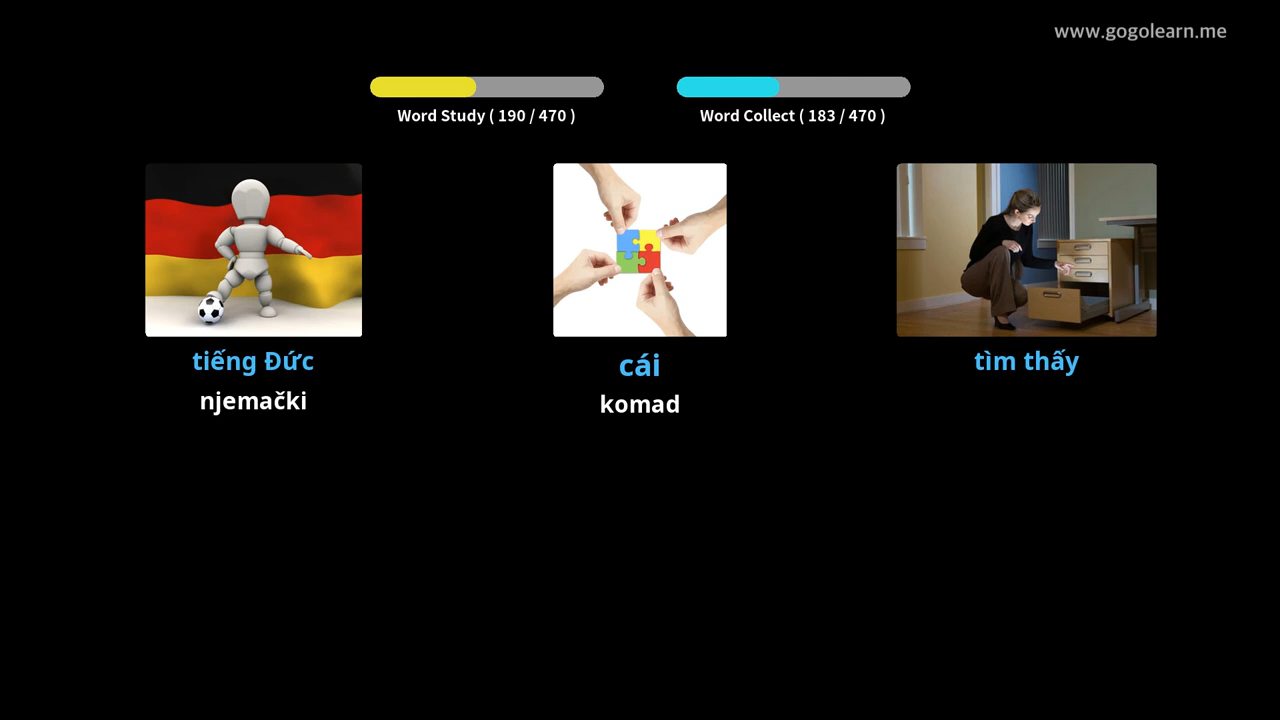 www.gogolearn.me
Word Study ( 190 / 470 )
Word Collect ( 183 / 470 )
tiếng Đức
njemački
cái
komad
tìm thấy